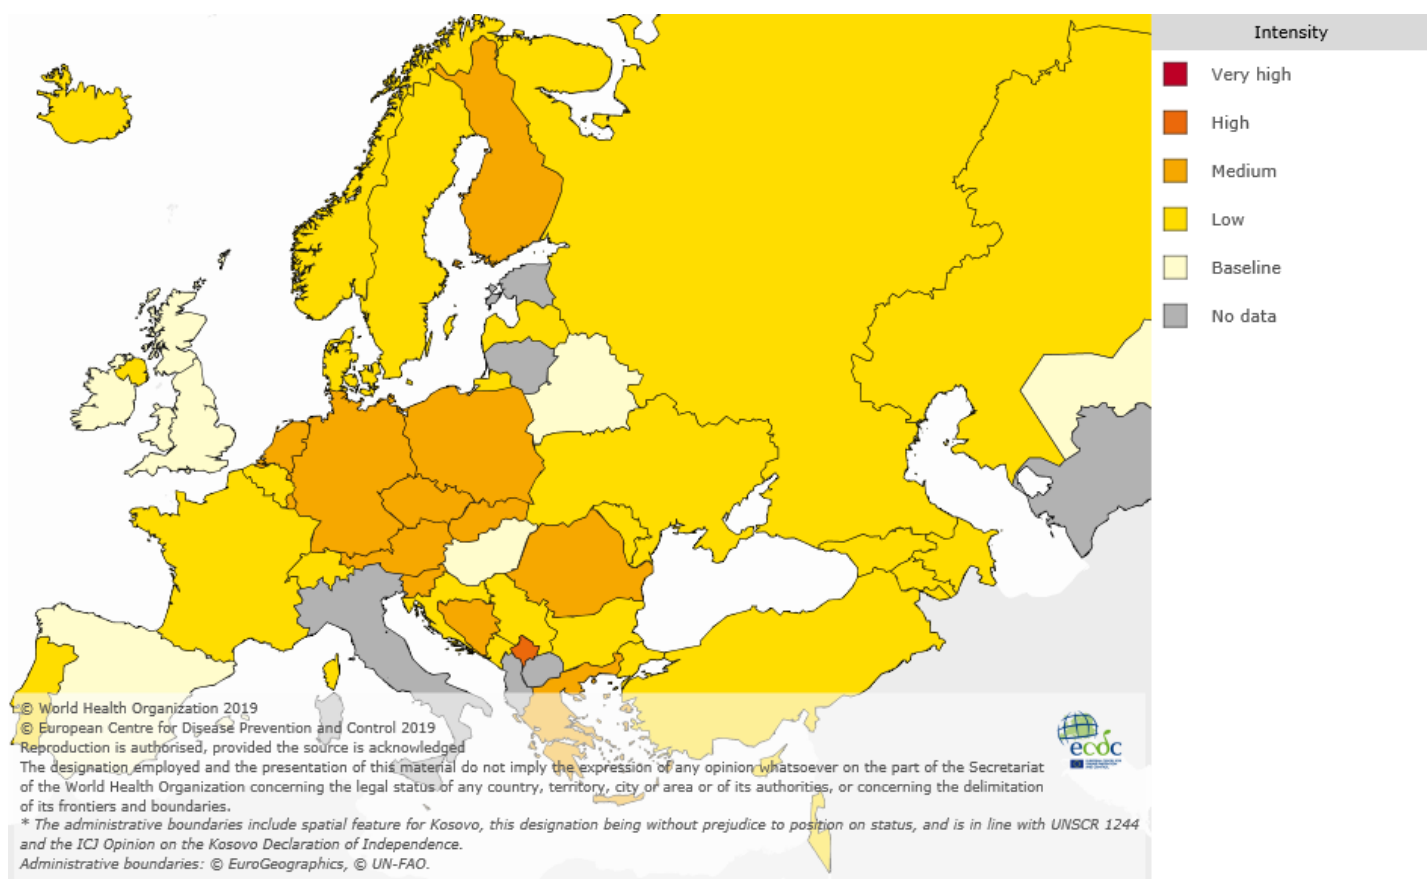 Intensity
Very high
High
Medium
Low
Baseline
No data
© World Health Organization 2019
© European Centre for Disease Prevention and Control 2019
Reproduction is authorised, provided the source is acknowledged
The designation employed and the presentation of this material do not imply the expression of any opinion whatsoever on the part of the Secretariat
of the World Health Organization concerning the legal status of any country, territory, city or area or of its authorities, or concerning the delimitation
of its frontiers and boundaries.
* The administrative boundaries include spatial feature for Kosovo, this designation being without prejudice to position on status, and is in line with UNSCR 1244
and the ICJ Opinion on the Kosovo Declaration of Independence.
Administrative boundaries: © EuroGeographics, © UN-FAO.
ecdc